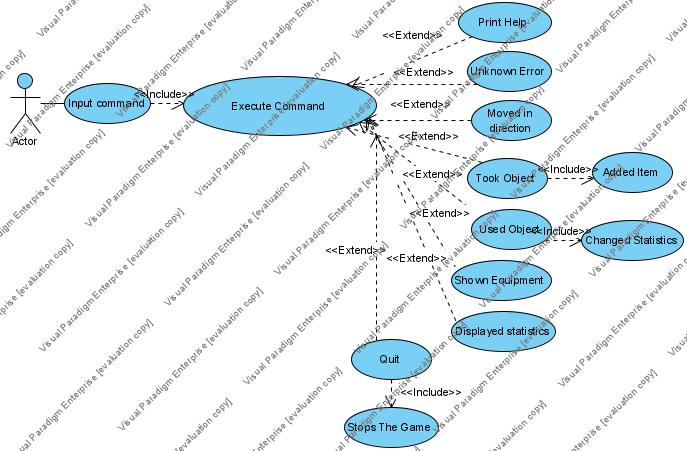 Print Help
<<Extend>>
Unknown Error
<<Extend>>
Input command
<<Include>>
Execute Command
<<Extend>>
Moved in
direction
Actor
<<Extend>>
Took Object
<<Include>>
Added Item
<<Extend>>
<<Extend>>
Used Object
<<Include>>
Changed Statistics
<<Extend>>
<<Extend>>
Shown Equipment
Displayed statistics
Quit
<<Include>>
Stops The Game
Visual Paradigm Enterprise [evaluation copy]